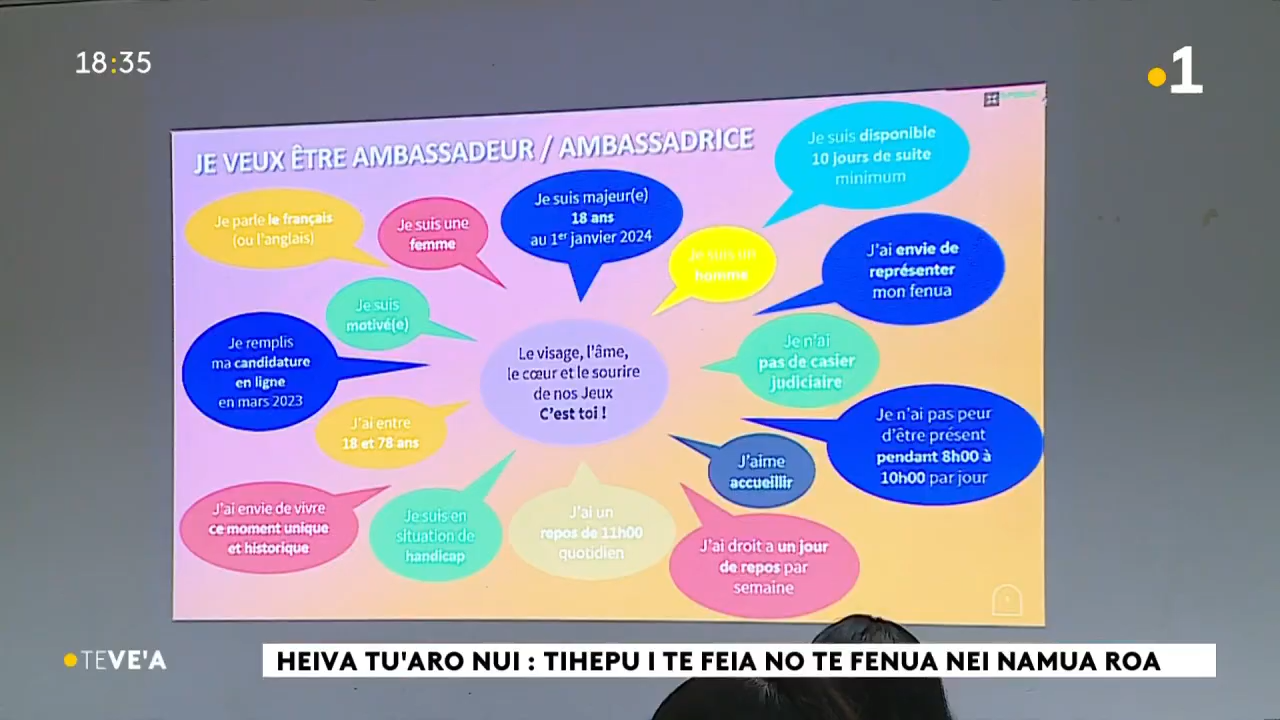 18:35
1
JE VEUX ÊTRE AMBASSADEUR / AMBASSADRICE
Je suis disponible
10 jours de suite
minimum
Je parle le français
(ou l'anglais)
Je suis une
femme
Je suis majeur(e)
18 ans
au 1er janvier 2024
Je suis un
homme
J'ai envie de
représenter
mon fenua
Je suis
motivé(e)
Je remplis
ma candidature
en ligne
en mars 2023
Le visage, l'âme,
le cœur et le sourire
de nos Jeux
C'est toi !
Je n'ai
pas de casier
judiciaire
J'ai entre
18 et 78 ans
Je n'ai pas peur
d'être présent
pendant 8h00 à
10h00 par jour
J'aime
accueillir
J'ai envie de vivre
ce moment unique
et historique
Je suis en
situation de
handicap
J'ai un
repos de 11h00
quotidien
J'ai droit a un jour
de repos par
semaine
TEVE'A
HEIVA TU'ARO NUI : TIHEPU I TE FEIA NO TE FENUA NEI NAMUA ROA